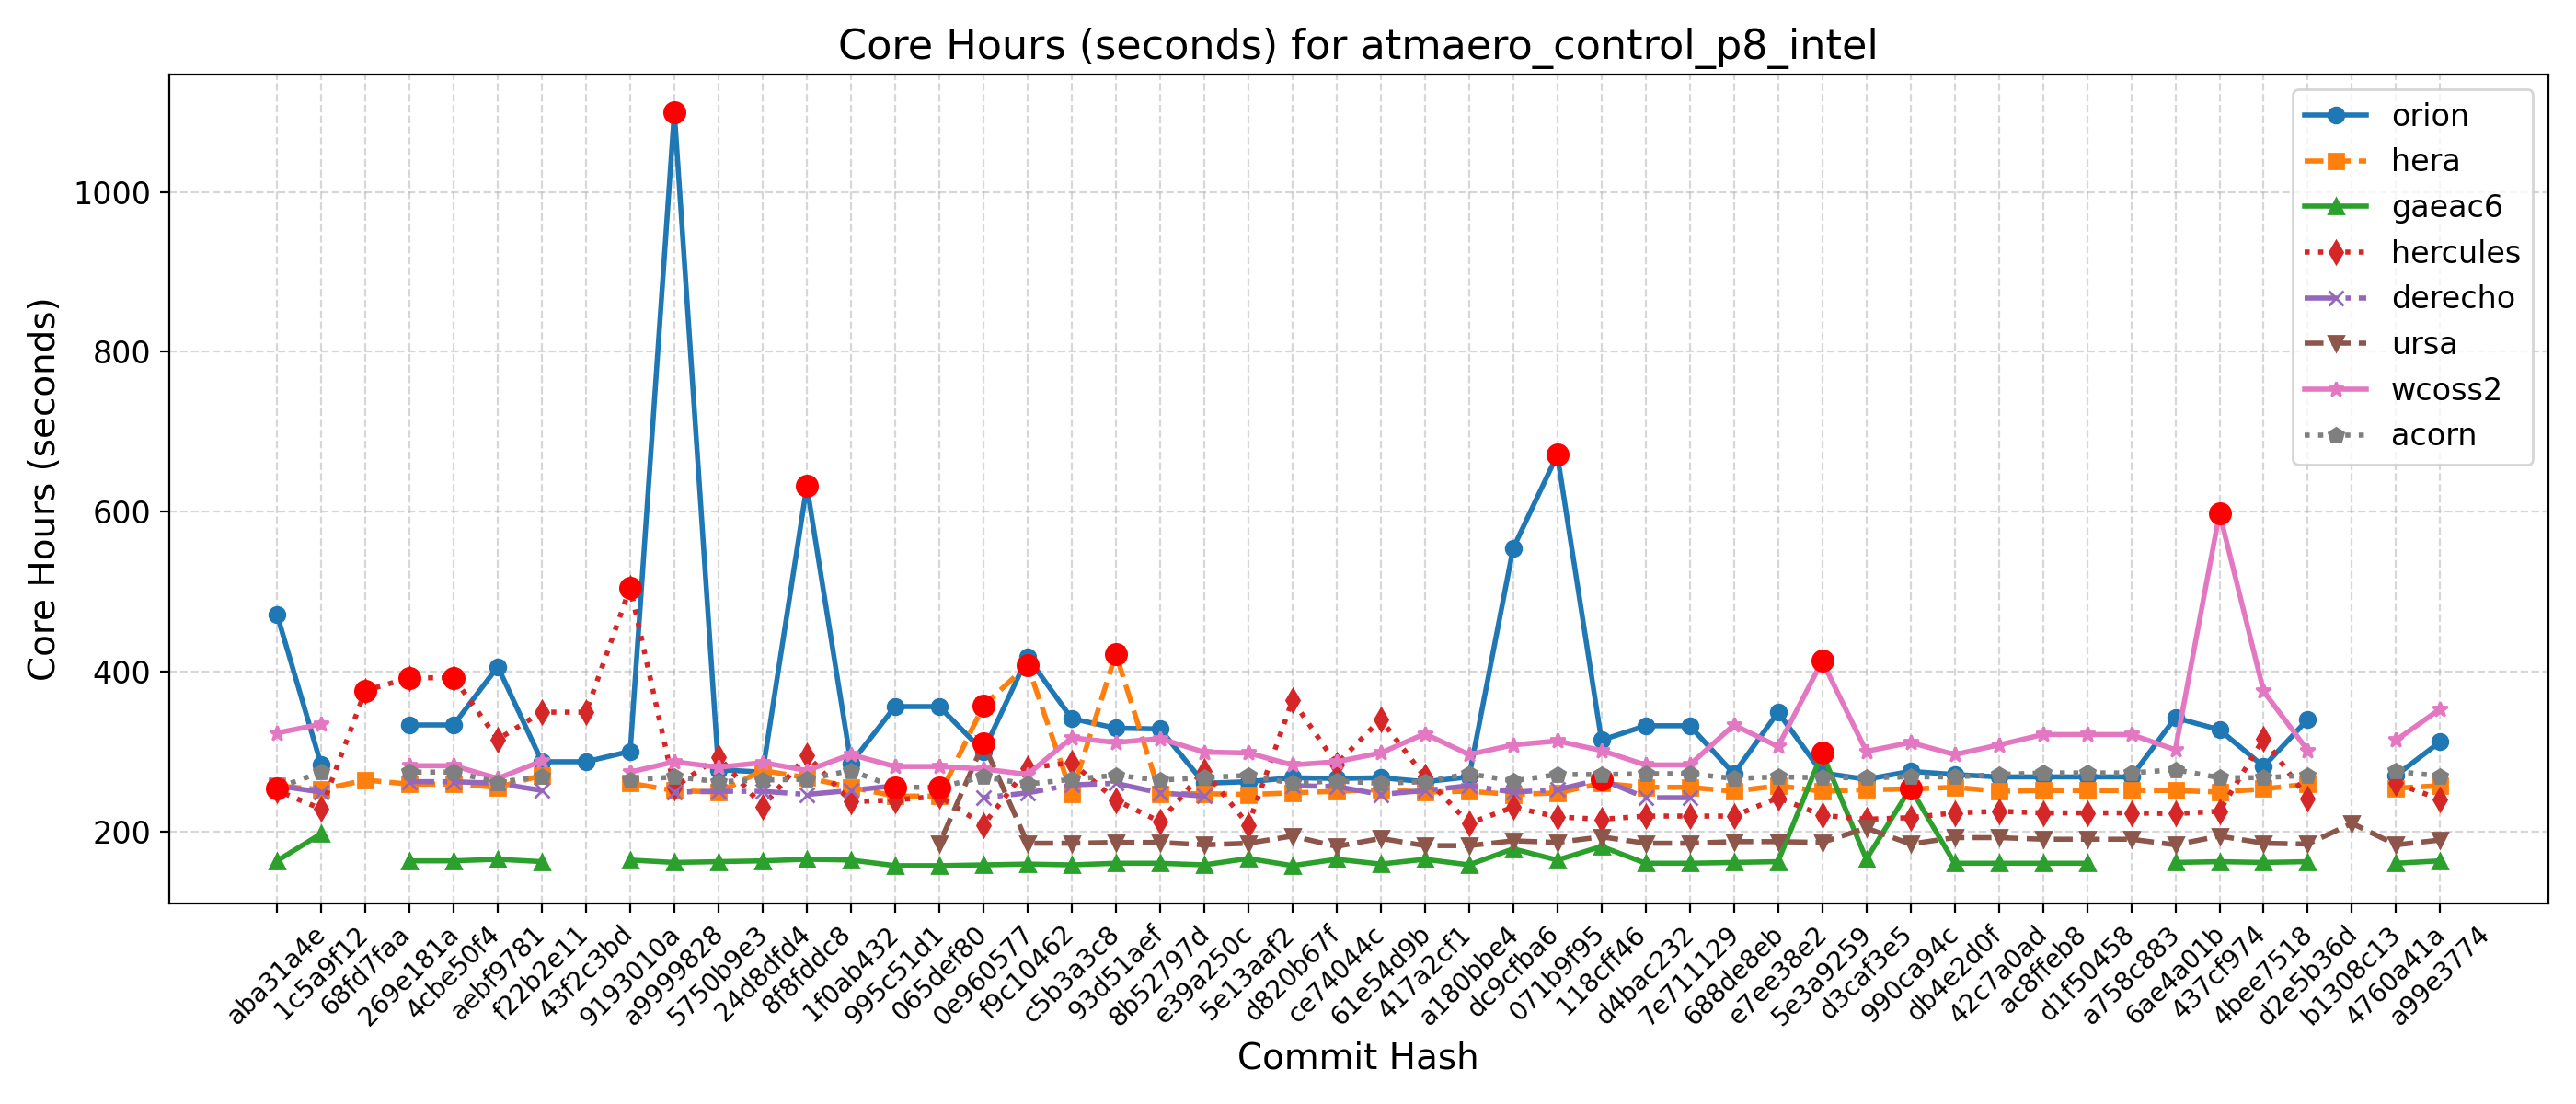 Core Hours (seconds) for atmaero_control_p8_intel
Core Hours (seconds)
1000
800
600
400
200
orion
hera
gaeac6
hercules
derecho
ursa
wcoss2
acorn
aba31a4e
1c5a9f12
68fd7faa
269e181a
4cbe50f4
aebf9781
f22b2e11
43f2c3bd
9193010a
a9999828
5750b9e3
24d8dfd4
8f8fddc8
1f0ab432
995c51d1
065def80
0e960577
f9c10462
c5b3a3c8
93d51aef
8b52797d
e39a250c
5e13aaf2
d820b67f
ce74044c
61e54d9b
417a2cf1
a180bbe4
dc9cfba6
071b9f95
118cff46
d4bac232
7e711129
688de8eb
e7ee38e2
5e3a9259
d3caf3e5
990ca94c
db4e2d0f
42c7a0ad
ac8ffeb8
d1f50458
a758c883
6ae4a01b
437cf974
4bee7518
d2e5b36d
b1308c13
4760a41a
a99e3774
Commit Hash